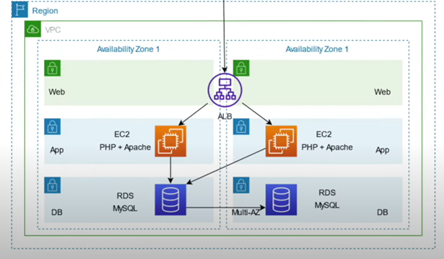 Region
VPC
Availability Zone 1
Availability Zone 1
Web
Web
ALB
EC2
PHP + Apache
EC2
PHP + Apache
App
App
RDS
MySQL
RDS
MySQL
DB
Multi-AZ
DB